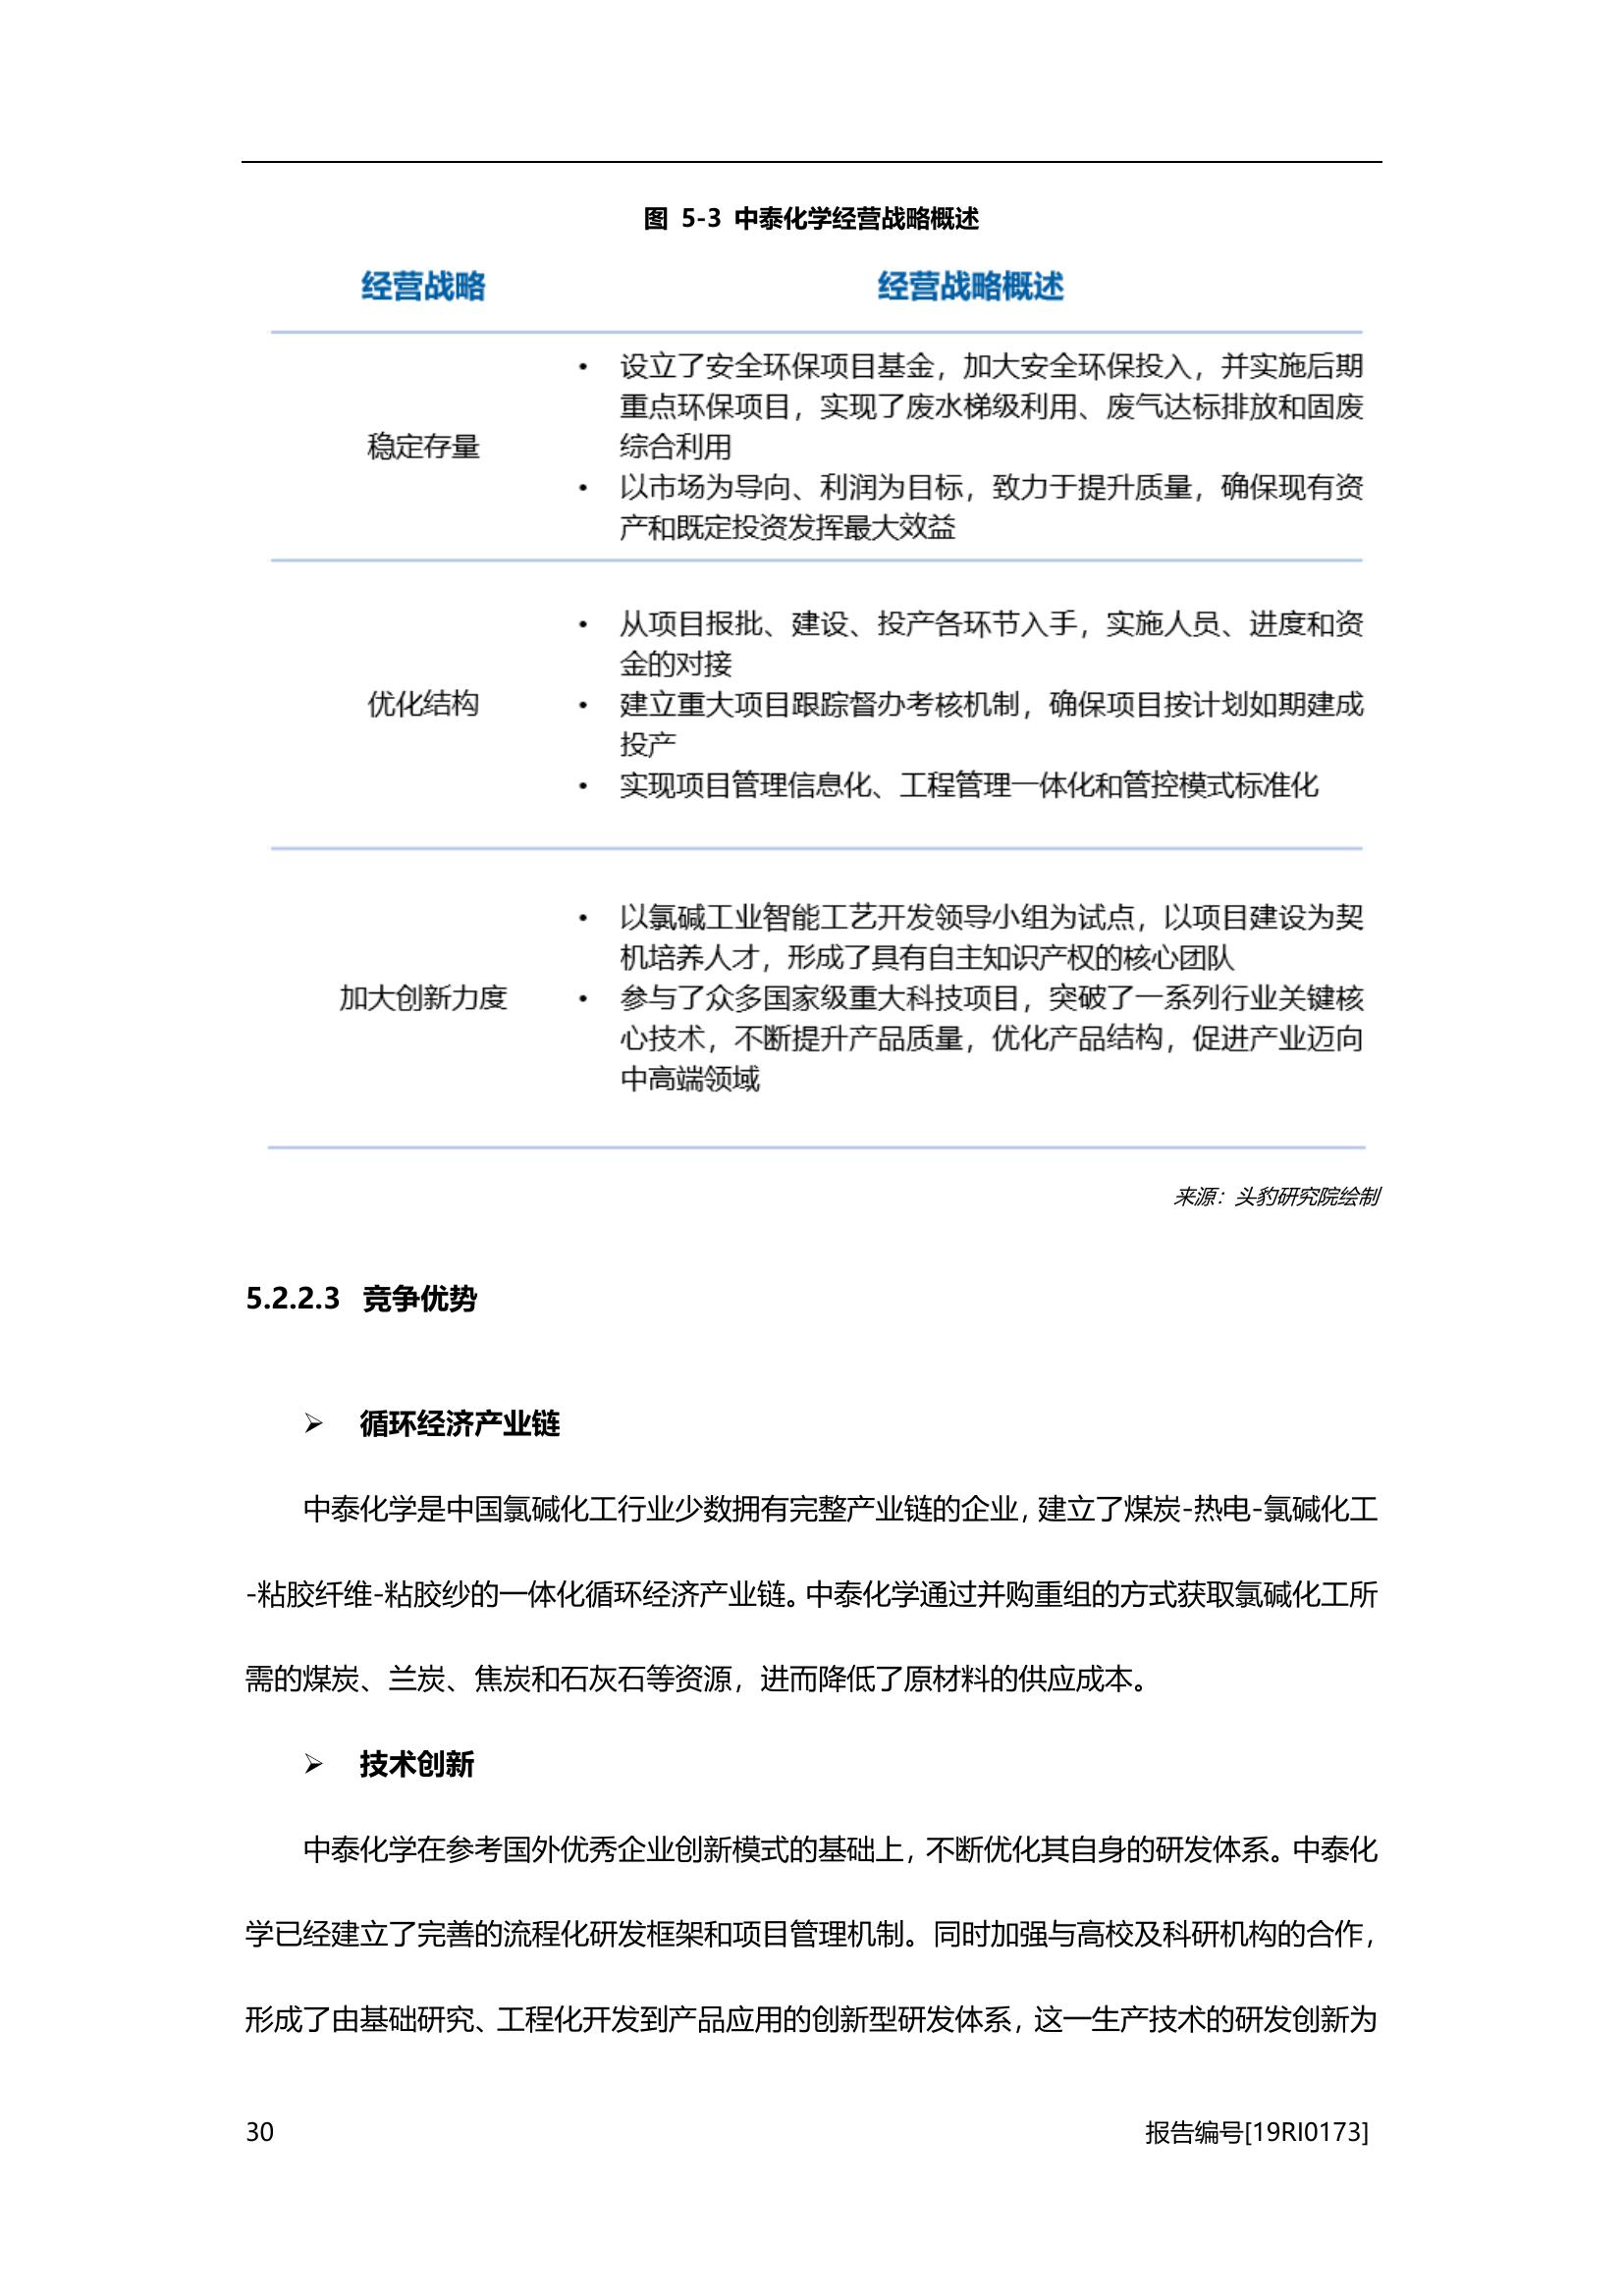 图 5-3 中泰化学经营战略概述
经营战略 经营战略概述
稳定存量
• 设立了安全环保项目基金，加大安全环保投入，并实施后期
重点环保项目，实现了废水梯级利用、废气达标排放和固废
综合利用
• 以市场为导向、利润为目标，致力于提升质量，确保现有资
产和既定投资发挥最大效益
优化结构
• 从项目报批、建设、投产各环节入手，实施人员、进度和资
金的对接
• 建立重大项目跟踪督办考核机制，确保项目按计划如期建成
投产
• 实现项目管理信息化、工程管理一体化和管控模式标准化
加大创新力度
• 以氯碱工业智能工艺开发领导小组为试点，以项目建设为契
机培养人才，形成了具有自主知识产权的核心团队
• 参与了众多国家级重大科技项目，突破了一系列行业关键核
心技术，不断提升产品质量，优化产品结构，促进产业迈向
中高端领域
来源：头豹研究院绘制
5.2.2.3 竞争优势
➢ 循环经济产业链
中泰化学是中国氯碱化工行业少数拥有完整产业链的企业，建立了煤炭-热电-氯碱化工
-粘胶纤维-粘胶纱的一体化循环经济产业链。中泰化学通过并购重组的方式获取氯碱化工所
需的煤炭、兰炭、焦炭和石灰石等资源，进而降低了原材料的供应成本。
➢ 技术创新
中泰化学在参考国外优秀企业创新模式的基础上，不断优化其自身的研发体系。中泰化
学已经建立了完善的流程化研发框架和项目管理机制。同时加强与高校及科研机构的合作，
形成了由基础研究、工程化开发到产品应用的创新型研发体系，这一生产技术的研发创新为
30 报告编号[19RI0173]